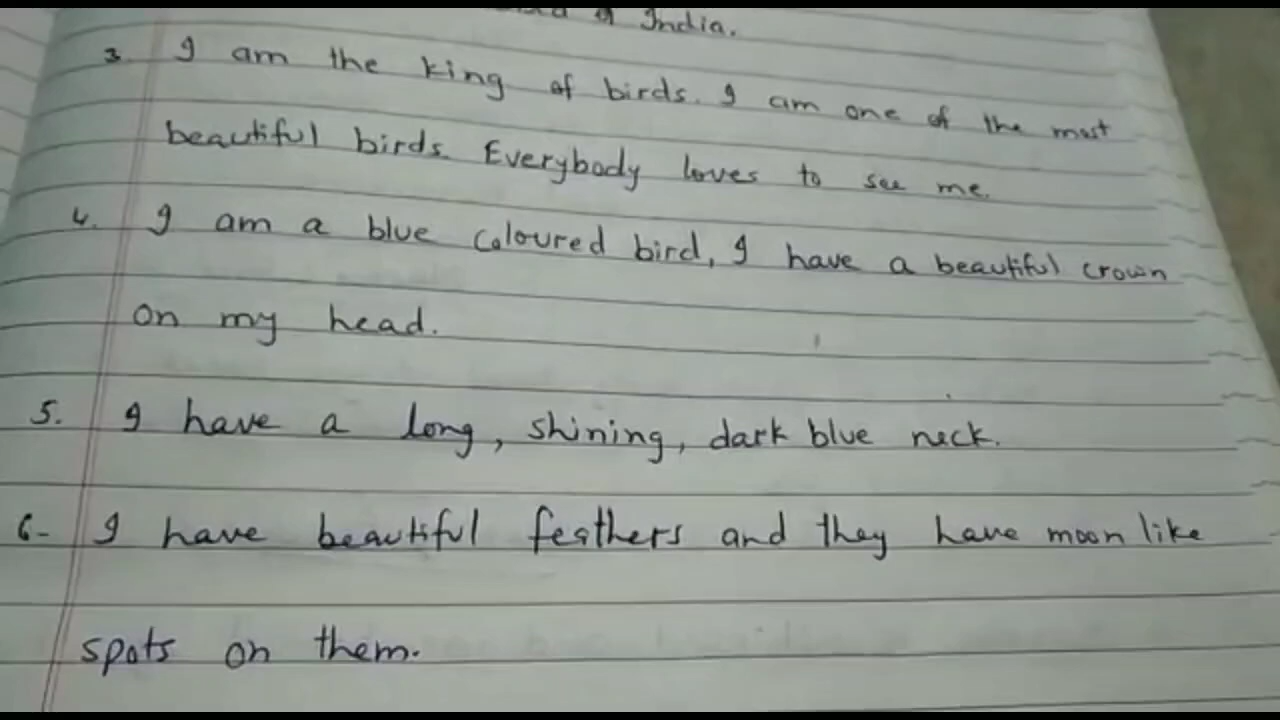 of India.
3. I am the king of birds. I am one of the most
beautiful birds. Everybody loves to see me.
4. I am a blue coloured bird, I have a beautiful crown
on my head.
5. I have a long, shining, dark blue neck.
6- I have beautiful feathers and they have moon like
spots on them.